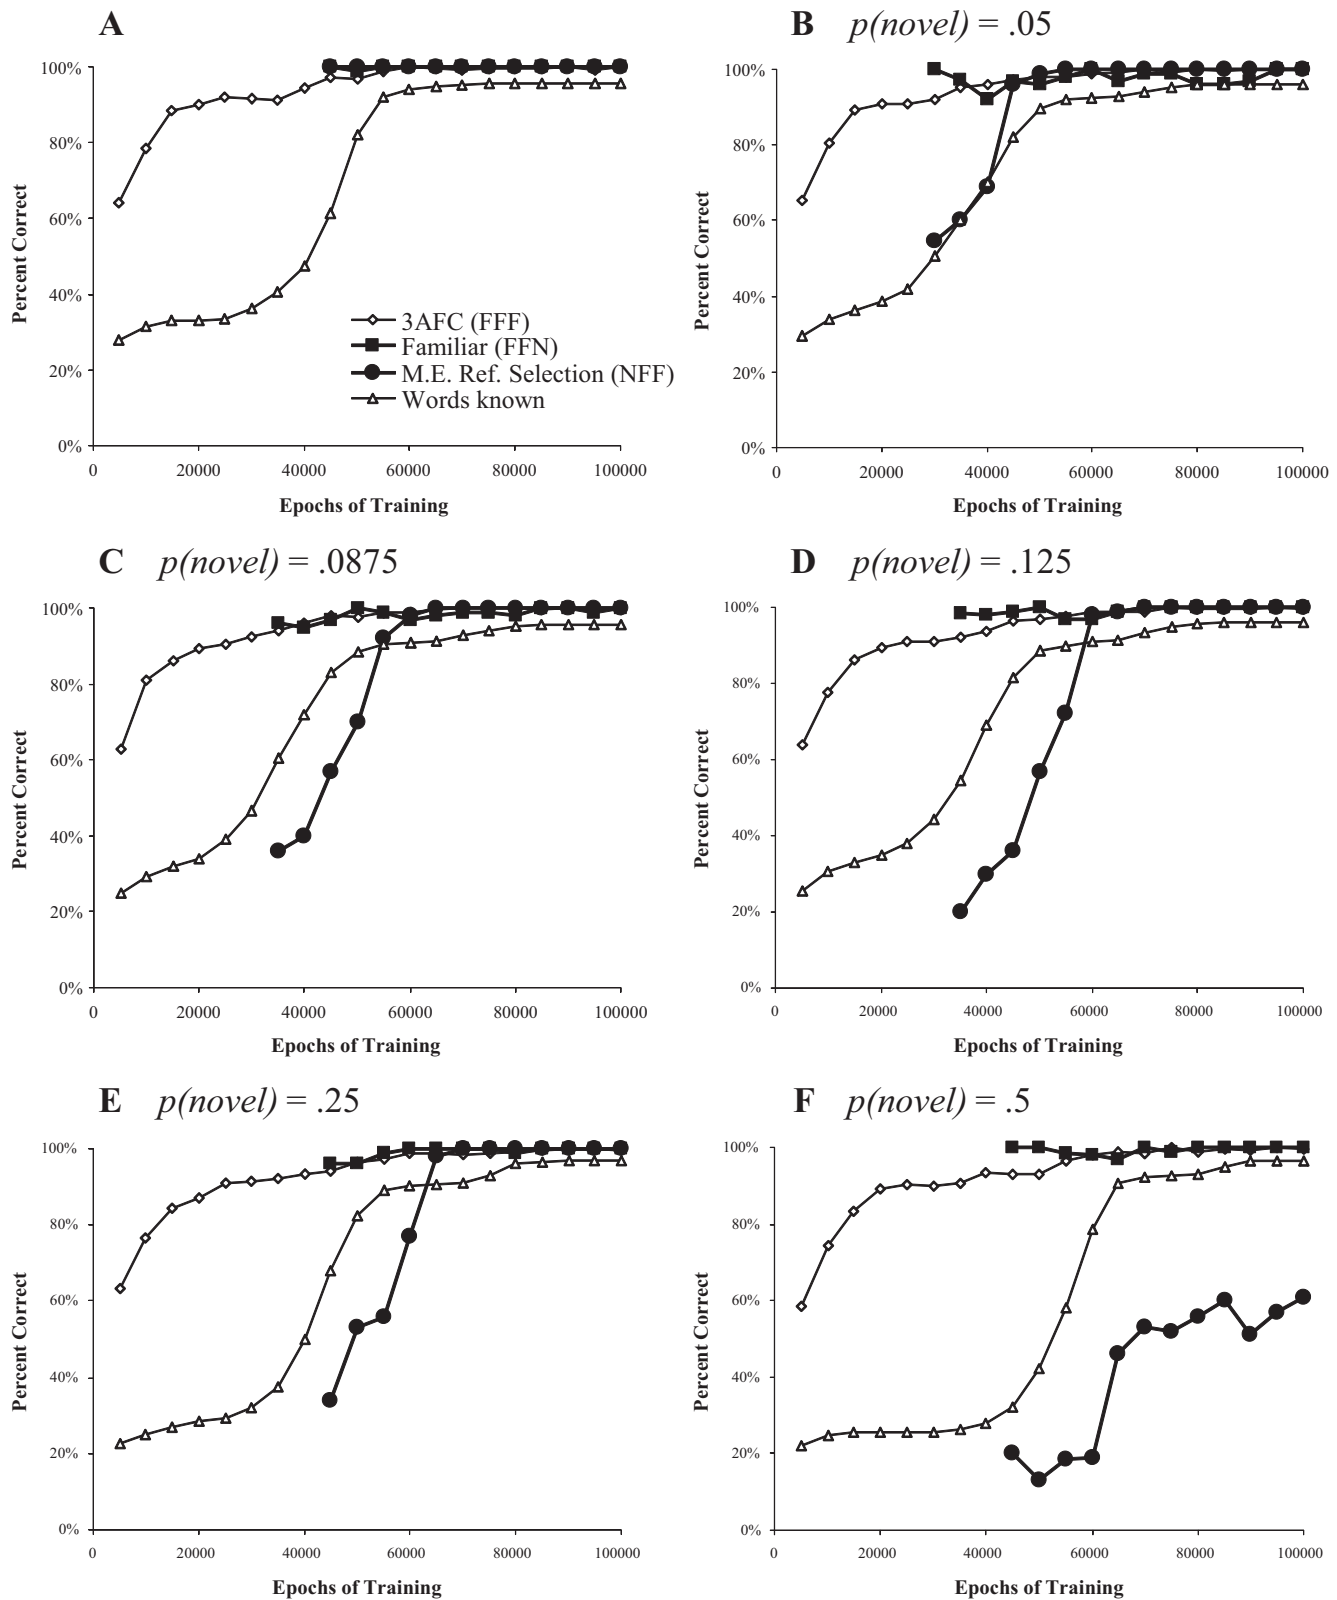 A
100%
80%
60%
40%
20%
0%
Percent Correct
3AFC (FFF)
Familiar (FFN)
M.E. Ref. Selection (NFF)
Words known
0 20000 40000 60000 80000 100000
Epochs of Training
B p(novel) = .05
100%
80%
60%
40%
20%
0%
Percent Correct
0 20000 40000 60000 80000 100000
Epochs of Training
C p(novel) = .0875
100%
80%
60%
40%
20%
0%
Percent Correct
0 20000 40000 60000 80000 100000
Epochs of Training
D p(novel) = .125
100%
80%
60%
40%
20%
0%
Percent Correct
0 20000 40000 60000 80000 100000
Epochs of Training
E p(novel) = .25
100%
80%
60%
40%
20%
0%
Percent Correct
0 20000 40000 60000 80000 100000
Epochs of Training
F p(novel) = .5
100%
80%
60%
40%
20%
0%
Percent Correct
0 20000 40000 60000 80000 100000
Epochs of Training